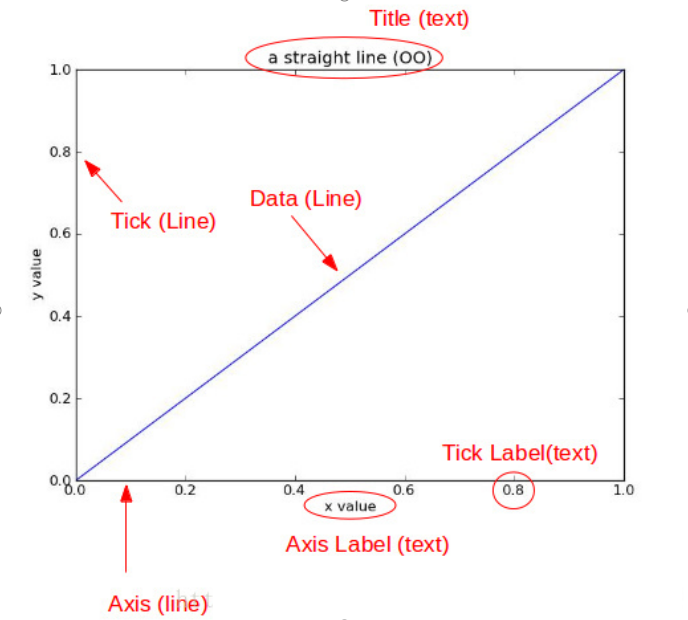 Title (text)
a straight line (OO)
1.0
0.8
Tick (Line)
Data (Line)
0.6
y value
0.4
0.2
Tick Label(text)
0.0
0.0 0.2 0.4 0.6 0.8 1.0
x value
Axis Label (text)
Axis (line)